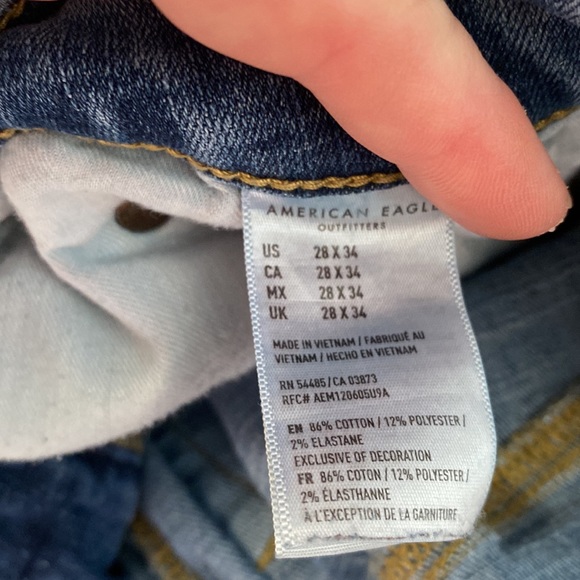 AMERICAN EAGLE
OUTFITTERS
US 28 X 34
CA 28 X 34
MX 28 X 34
UK 28 X 34
MADE IN VIETNAM / FABRIQUÉ AU
VIETNAM / HECHO EN VIETNAM
RN 54485 / CA 03873
RFC# AEM120605U9A
EN 86% COTTON / 12% POLYESTER /
2% ELASTANE
EXCLUSIVE OF DECORATION
FR 86% COTON / 12% POLYESTER /
2% ÉLASTHANNE
À L'EXCEPTION DE LA GARNITURE